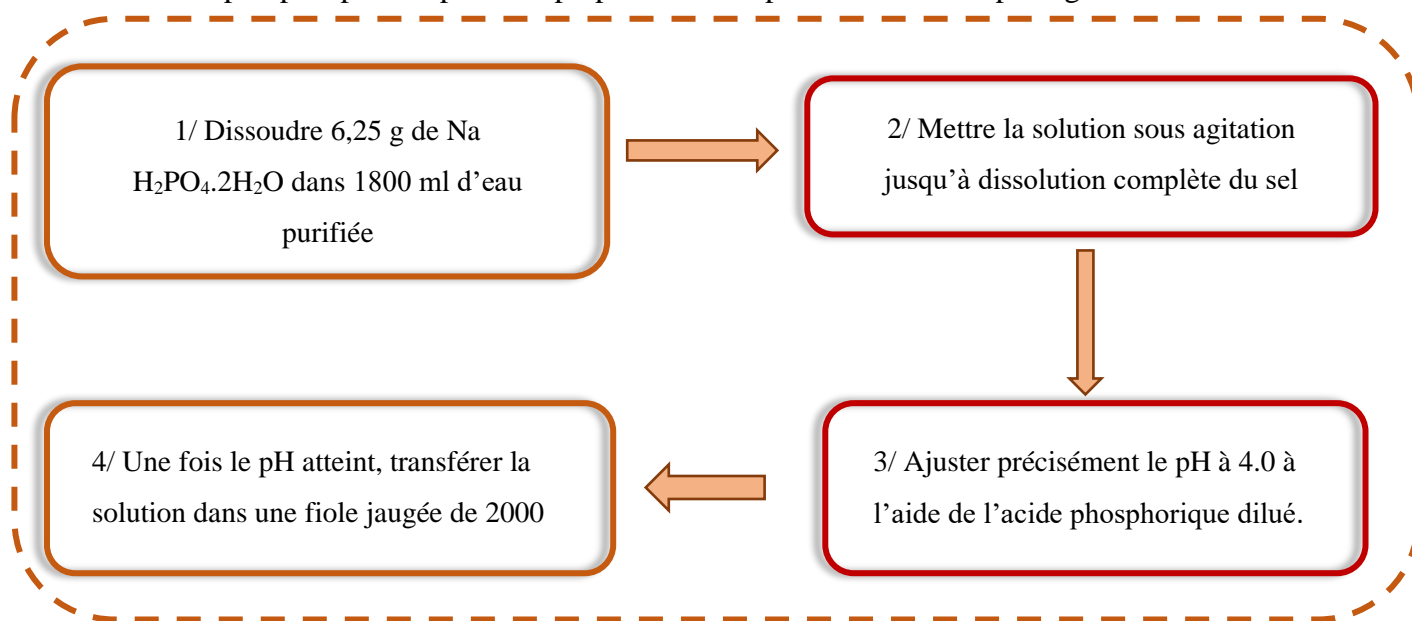 1/ Dissoudre 6,25 g de Na
H₂PO₄.2H₂O dans 1800 ml d’eau
purifiée
2/ Mettre la solution sous agitation
jusqu’à dissolution complète du sel
3/ Ajuster précisément le pH à 4.0 à
l’aide de l’acide phosphorique dilué.
4/ Une fois le pH atteint, transférer la
solution dans une fiole jaugée de 2000